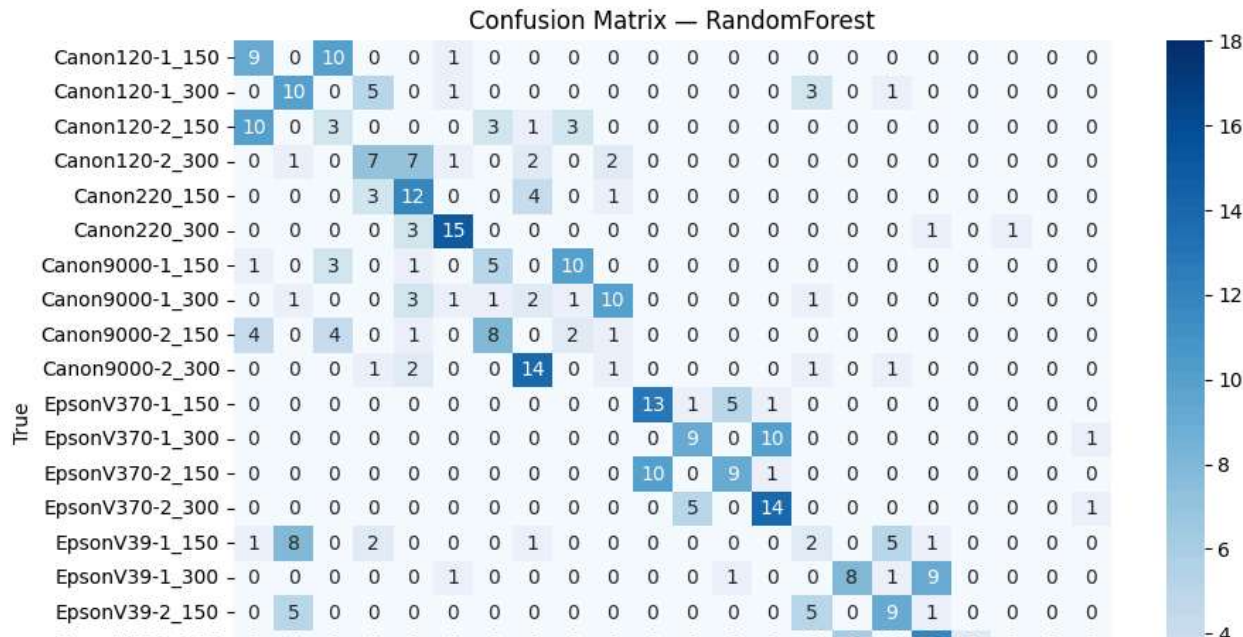 Confusion Matrix — RandomForest
Canon120-1_150 9 0 10 0 0 1 0 0 0 0 0 0 0 0 0 0 0 0 0 0 0 0
Canon120-1_300 0 10 0 5 0 1 0 0 0 0 0 0 0 0 3 0 1 0 0 0 0 0
Canon120-2_150 10 0 3 0 0 0 3 1 3 0 0 0 0 0 0 0 0 0 0 0 0 0
Canon120-2_300 0 1 0 7 7 1 0 2 0 2 0 0 0 0 0 0 0 0 0 0 0 0
Canon220_150 0 0 0 3 12 0 0 4 0 1 0 0 0 0 0 0 0 0 0 0 0 0
Canon220_300 0 0 0 0 3 15 0 0 0 0 0 0 0 0 0 0 0 1 0 1 0 0
Canon9000-1_150 1 0 3 0 1 0 5 0 10 0 0 0 0 0 0 0 0 0 0 0 0 0
Canon9000-1_300 0 1 0 0 3 1 1 2 1 10 0 0 0 0 1 0 0 0 0 0 0 0
Canon9000-2_150 4 0 4 0 1 0 8 0 2 1 0 0 0 0 0 0 0 0 0 0 0 0
Canon9000-2_300 0 0 0 1 2 0 0 14 0 1 0 0 0 0 1 0 1 0 0 0 0 0
EpsonV370-1_150 0 0 0 0 0 0 0 0 0 0 13 1 5 1 0 0 0 0 0 0 0 0
EpsonV370-1_300 0 0 0 0 0 0 0 0 0 0 0 9 0 10 0 0 0 0 0 0 0 1
EpsonV370-2_150 0 0 0 0 0 0 0 0 0 0 10 0 9 1 0 0 0 0 0 0 0 0
EpsonV370-2_300 0 0 0 0 0 0 0 0 0 0 0 5 0 14 0 0 0 0 0 0 0 1
EpsonV39-1_150 1 8 0 2 0 0 0 1 0 0 0 0 0 0 2 0 5 1 0 0 0 0
EpsonV39-1_300 0 0 0 0 0 1 0 0 0 0 0 0 1 0 0 8 1 9 0 0 0 0
EpsonV39-2_150 0 5 0 0 0 0 0 0 0 0 0 0 0 0 5 0 9 1 0 0 0 0
True
18
16
14
12
10
8
6
4